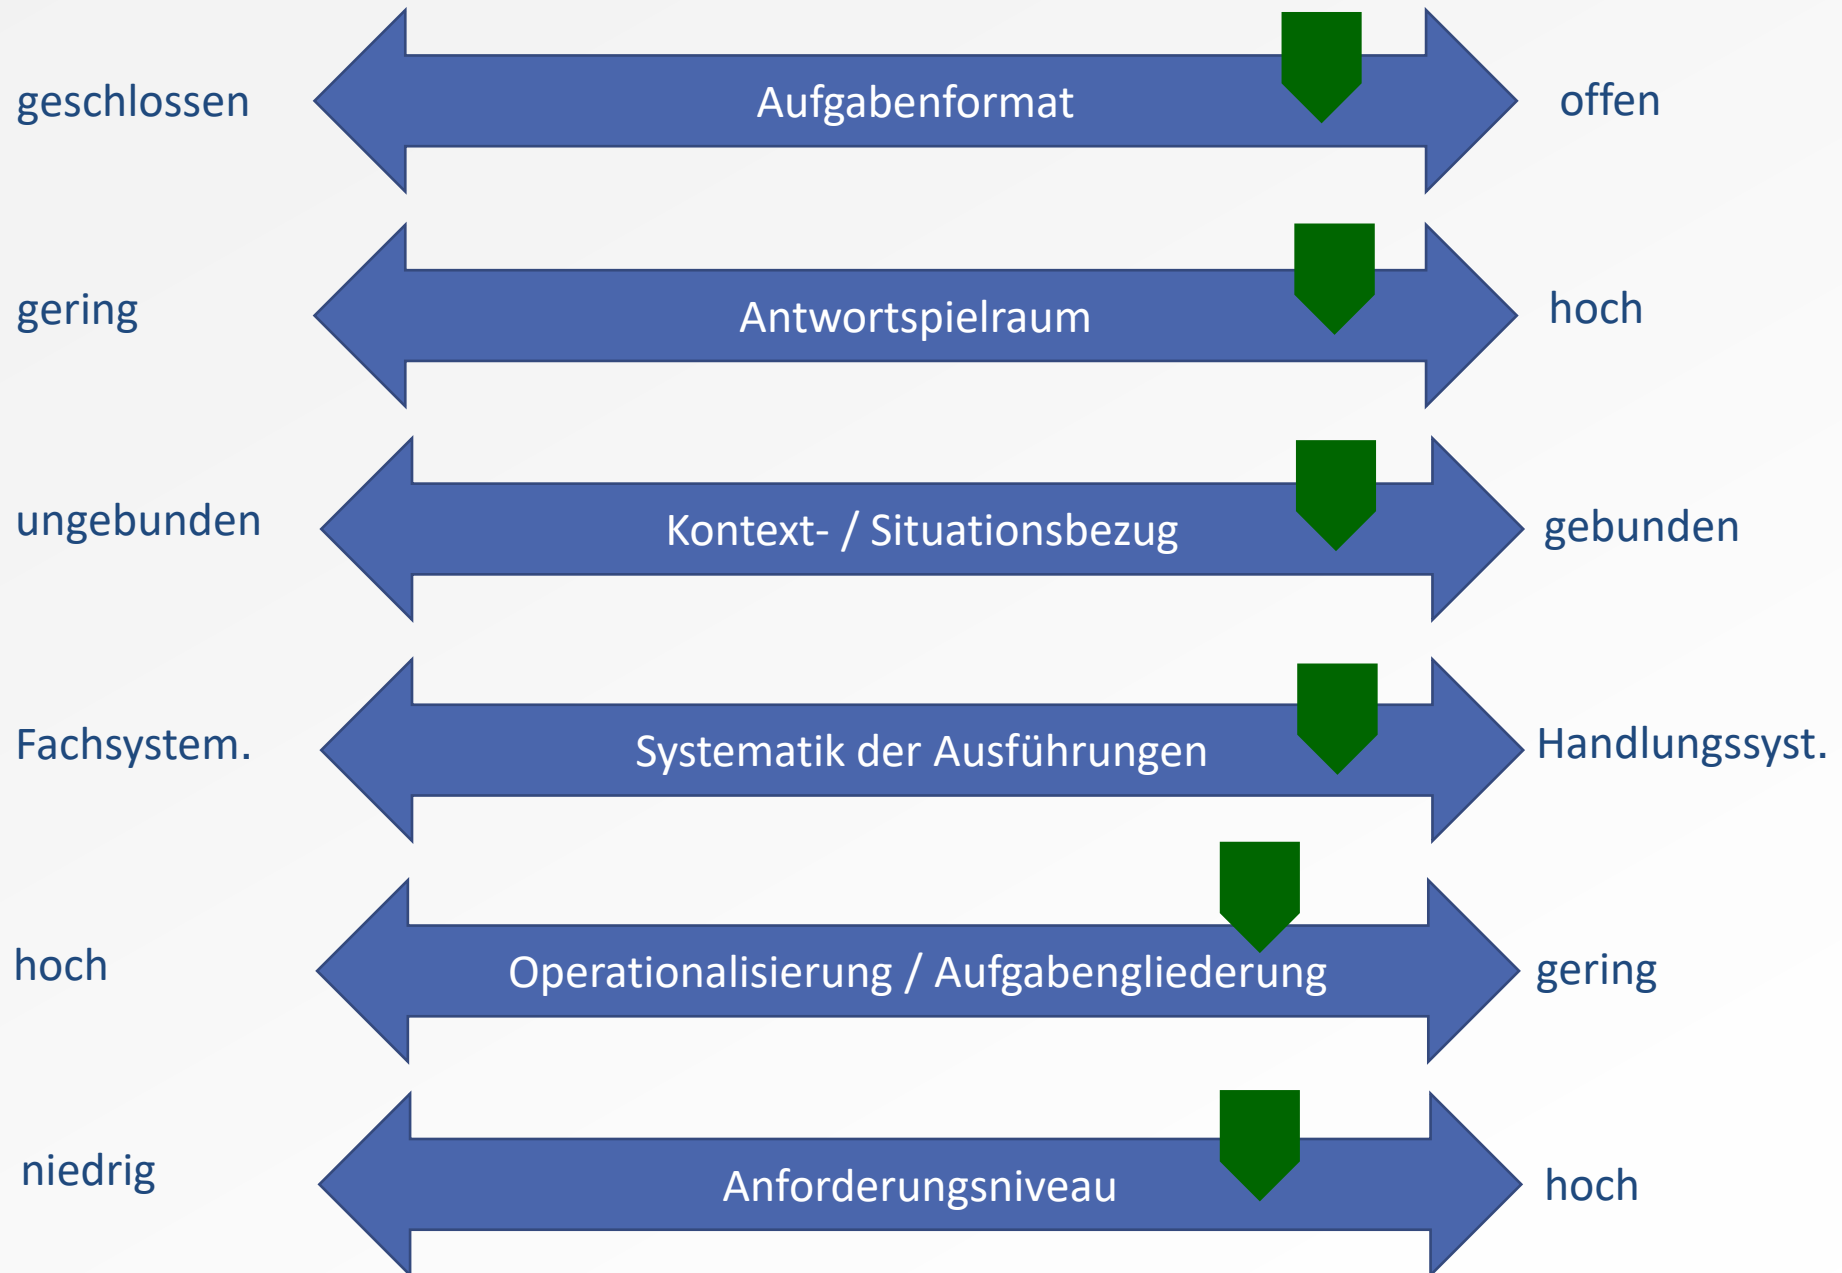 geschlossen
Aufgabenformat
offen
gering
Antwortspielraum
hoch
ungebunden
Kontext- / Situationsbezug
gebunden
Fachsystem.
Systematik der Ausführungen
Handlungssyst.
hoch
Operationalisierung / Aufgabengliederung
gering
niedrig
Anforderungsniveau
hoch